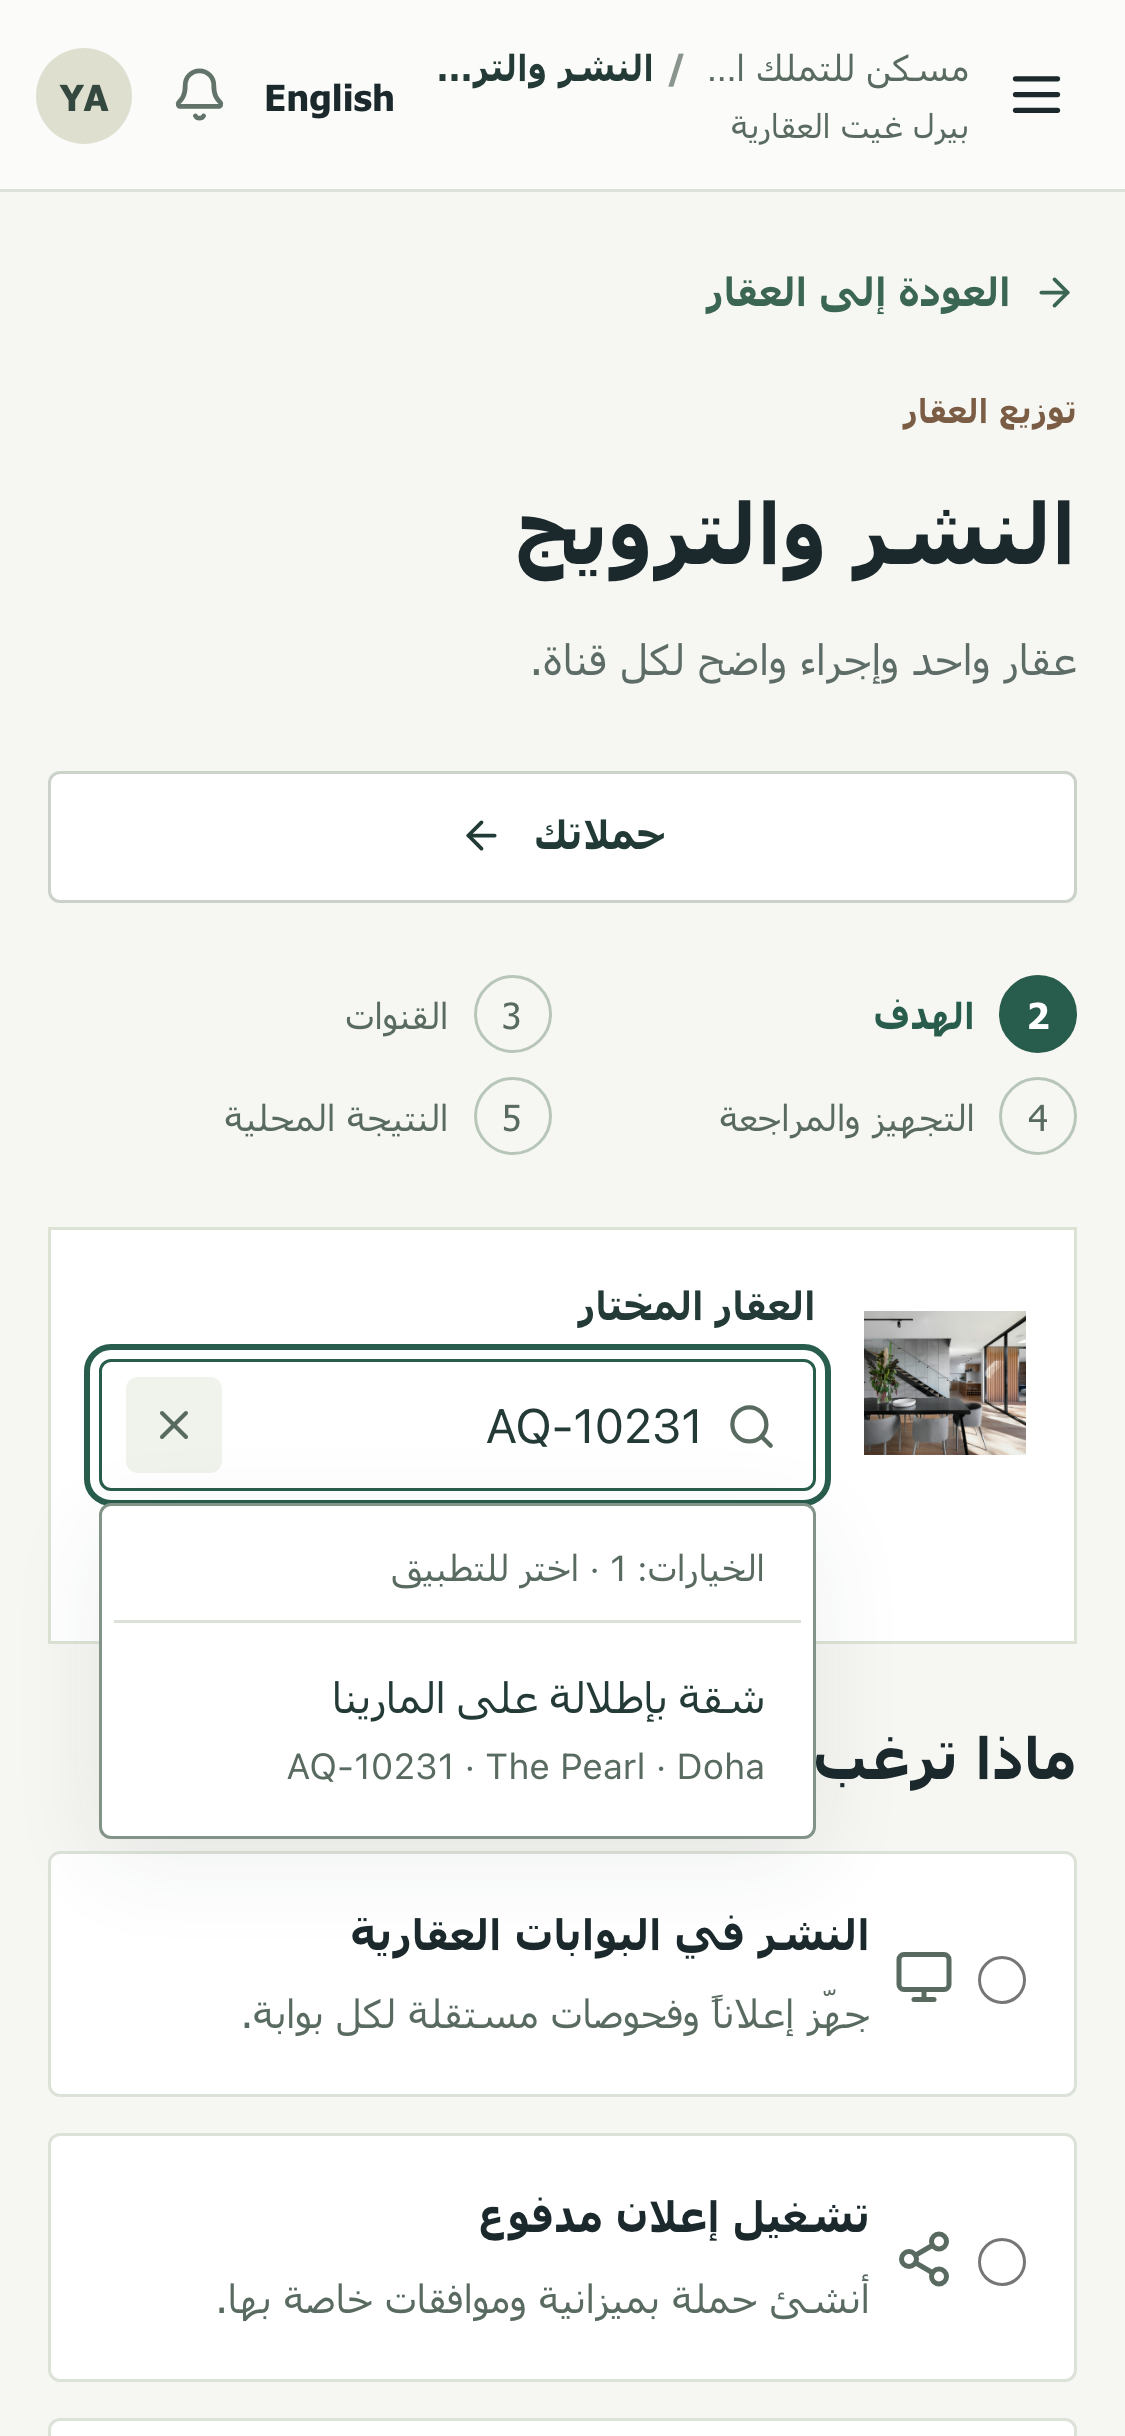 مسكن للتملك ا... / النشر والتر...
بيرل غيت العقارية
English
YA
العودة إلى العقار
توزيع العقار
النشر والترويج
عقار واحد وإجراء واضح لكل قناة.
حملاتك
2 الهدف
3 القنوات
4 التجهيز والمراجعة
5 النتيجة المحلية
العقار المختار
AQ-10231
الخيارات: 1 · اختر للتطبيق
شقة بإطلالة على المارينا
AQ-10231 · The Pearl · Doha
ماذا ترغب
النشر في البوابات العقارية
جهّز إعلاناً وفحوصات مستقلة لكل بوابة.
تشغيل إعلان مدفوع
أنشئ حملة بميزانية وموافقات خاصة بها.